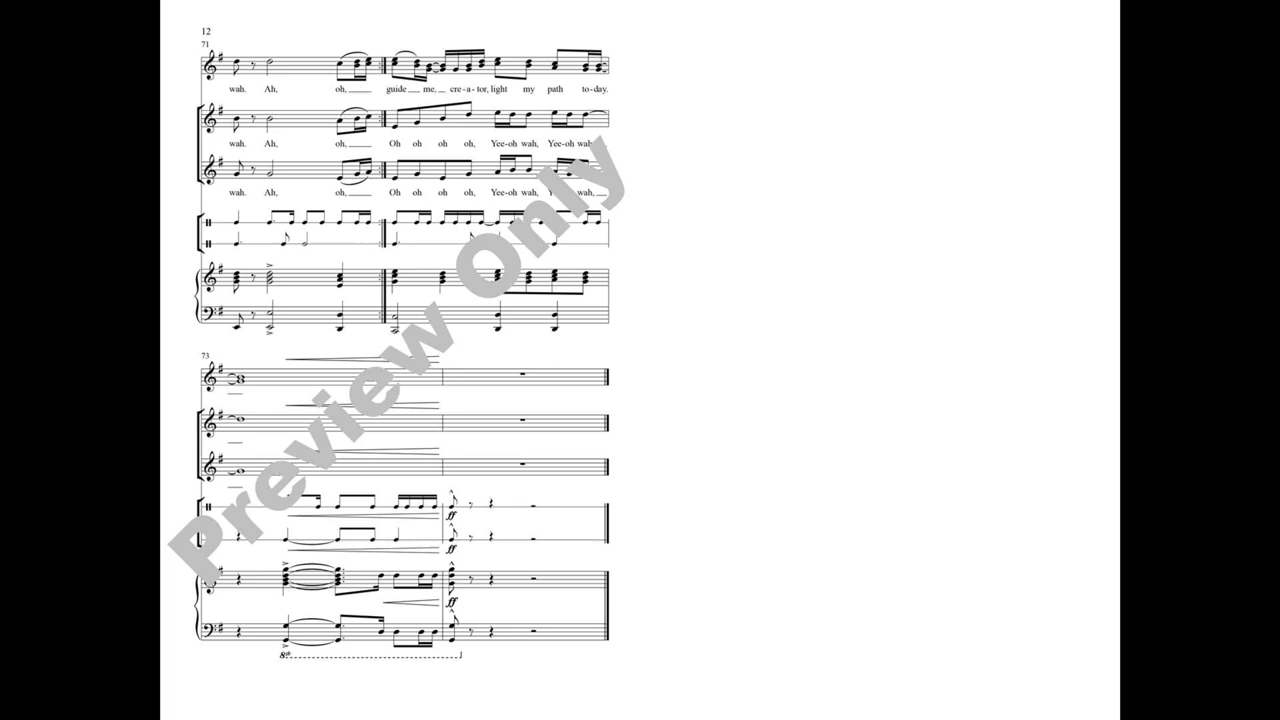 12
71
wah. Ah, oh, guide me, cre-a-tor, light my path to-day.
wah. Ah, oh, Oh oh oh oh, Yee-oh wah, Yee-oh wah
wah. Ah, oh, Oh oh oh oh, Yee-oh wah, wah,
Preview Only
73
ff
ff
ff
8vb